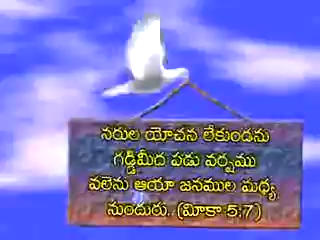 నరుల యోచన లేకుండను
గడ్డిమీద పడు వర్షము
వలెను ఆయా జనముల మధ్య
నుందురు..(మీకా 5;7)